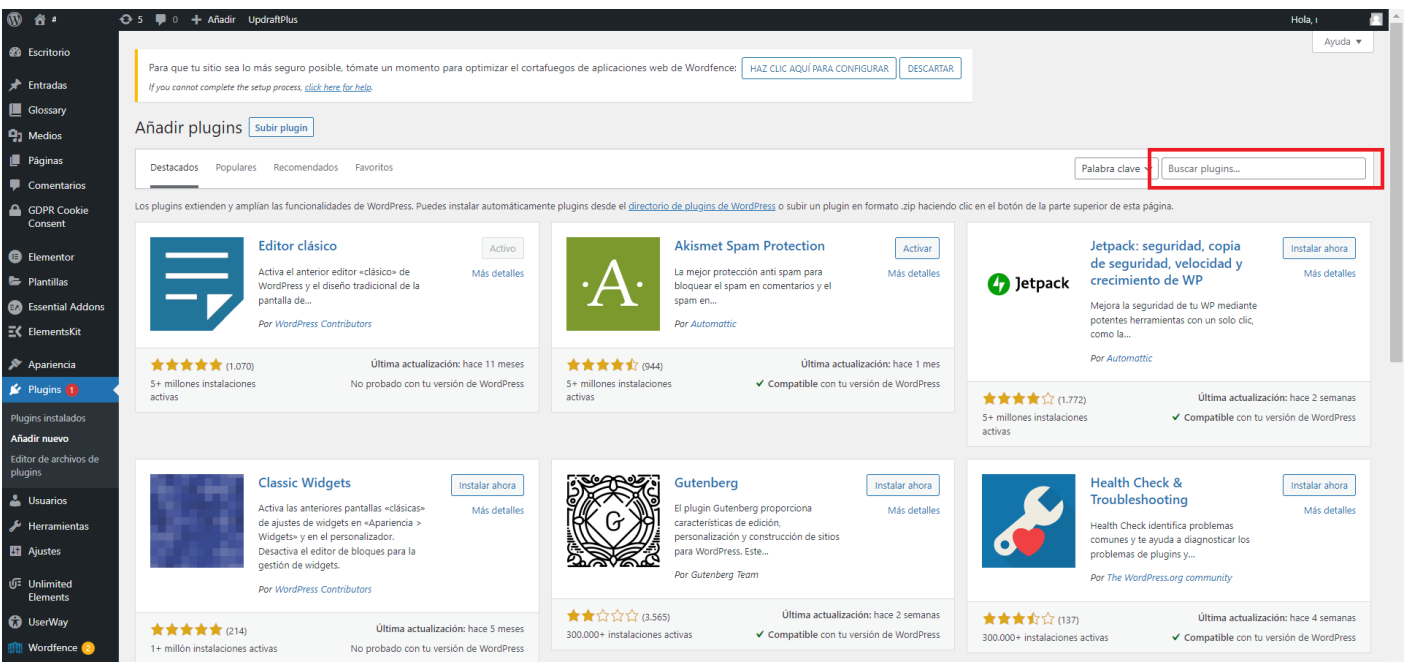 # 5 0 Añadir UpdraftPlus Hola,
Ayuda
Escritorio
Entradas
Glossary
Medios
Páginas
Comentarios
GDPR Cookie
Consent
Elementor
Plantillas
Essential Addons
ElementsKit
Apariencia
Plugins 1
Plugins instalados
Añadir nuevo
Editor de archivos de
plugins
Usuarios
Herramientas
Ajustes
Unlimited
Elements
UserWay
Wordfence 2
Para que tu sitio sea lo más seguro posible, tómate un momento para optimizar el cortafuegos de aplicaciones web de Wordfence: HAZ CLIC AQUÍ PARA CONFIGURAR DESCARTAR
If you cannot complete the setup process, click here for help.
Añadir plugins Subir plugin
Destacados Populares Recomendados Favoritos Palabra clave Buscar plugins...
Los plugins extienden y amplían las funcionalidades de WordPress. Puedes instalar automáticamente plugins desde el directorio de plugins de WordPress o subir un plugin en formato .zip haciendo clic en el botón de la parte superior de esta página.
Editor clásico
Activo
Más detalles
Activa el anterior editor «clásico» de
WordPress y el diseño tradicional de la
pantalla de...
Por WordPress Contributors
(1.070)
5+ millones instalaciones
activas
Última actualización: hace 11 meses
No probado con tu versión de WordPress
·A·
Akismet Spam Protection
Activar
Más detalles
La mejor protección anti spam para
bloquear el spam en comentarios y el
spam en...
Por Automattic
(944)
5+ millones instalaciones
activas
Última actualización: hace 1 mes
Compatible con tu versión de WordPress
Jetpack
Jetpack: seguridad, copia
de seguridad, velocidad y
crecimiento de WP
Instalar ahora
Más detalles
Mejora la seguridad de tu WP mediante
potentes herramientas con un solo clic,
como la...
Por Automattic
(1.772)
5+ millones instalaciones
activas
Última actualización: hace 2 semanas
Compatible con tu versión de WordPress
Classic Widgets
Instalar ahora
Más detalles
Activa las anteriores pantallas «clásicas»
de ajustes de widgets en «Apariencia >
Widgets» y en el personalizador.
Desactiva el editor de bloques para la
gestión de widgets.
Por WordPress Contributors
(214)
1+ millón instalaciones activas
Última actualización: hace 5 meses
No probado con tu versión de WordPress
G
Gutenberg
Instalar ahora
Más detalles
El plugin Gutenberg proporciona
características de edición,
personalización y construcción de sitios
para WordPress. Este...
Por Gutenberg Team
(3.565)
300.000+ instalaciones activas
Última actualización: hace 2 semanas
Compatible con tu versión de WordPress
Health Check &
Troubleshooting
Instalar ahora
Más detalles
Health Check identifica problemas
comunes y te ayuda a diagnosticar los
problemas de plugins y...
Por The WordPress.org community
(137)
300.000+ instalaciones activas
Última actualización: hace 4 semanas
Compatible con tu versión de WordPress